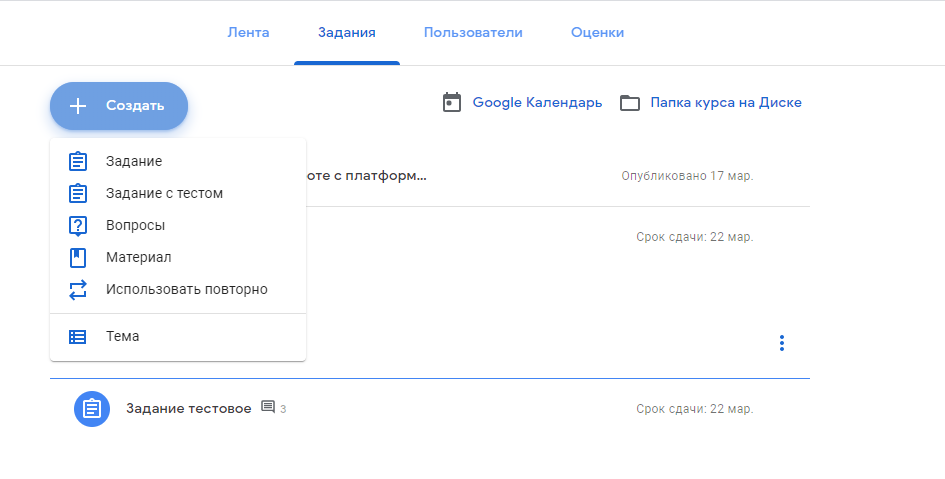 Лента Задания Пользователи Оценки
Создать Google Календарь Папка курса на Диске
Задание
оте с платформ... Опубликовано 17 мар.
Задание с тестом
Вопросы
Срок сдачи: 22 мар.
Материал
Использовать повторно
Тема
Задание тестовое 3 Срок сдачи: 22 мар.